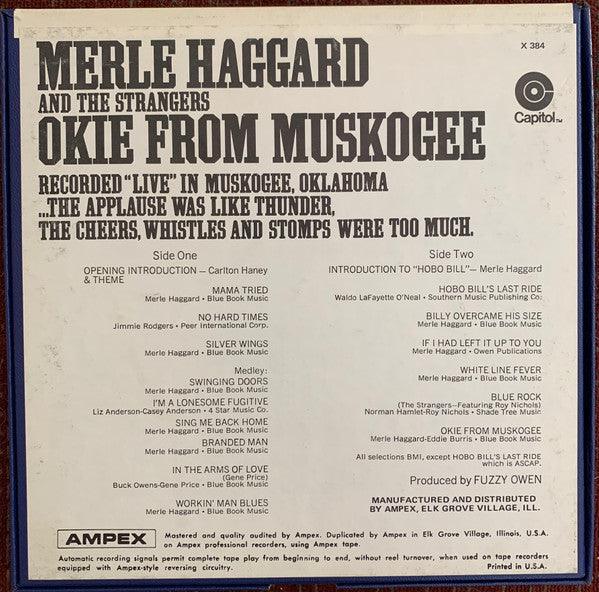 X 384
MERLE HAGGARD
AND THE STRANGERS
OKIE FROM MUSKOGEE
Capitol™
RECORDED "LIVE" IN MUSKOGEE, OKLAHOMA
...THE APPLAUSE WAS LIKE THUNDER,
THE CHEERS, WHISTLES AND STOMPS WERE TOO MUCH.
Side One
OPENING INTRODUCTION — Carlton Haney
& THEME
MAMA TRIED
Merle Haggard • Blue Book Music
NO HARD TIMES
Jimmie Rodgers • Peer International Corp.
SILVER WINGS
Merle Haggard • Blue Book Music
Medley:
SWINGING DOORS
Merle Haggard • Blue Book Music
I'M A LONESOME FUGITIVE
Liz Anderson-Casey Anderson • 4 Star Music Co.
SING ME BACK HOME
Merle Haggard • Blue Book Music
BRANDED MAN
Merle Haggard • Blue Book Music
IN THE ARMS OF LOVE
(Gene Price)
Buck Owens-Gene Price • Blue Book Music
WORKIN' MAN BLUES
Merle Haggard • Blue Book Music
Side Two
INTRODUCTION TO "HOBO BILL"— Merle Haggard
HOBO BILL'S LAST RIDE
Waldo LaFayette O'Neal • Southern Music Publishing Co.
BILLY OVERCAME HIS SIZE
Merle Haggard • Blue Book Music
IF I HAD LEFT IT UP TO YOU
Merle Haggard • Owen Publications
WHITE LINE FEVER
Merle Haggard • Blue Book Music
BLUE ROCK
(The Strangers--Featuring Roy Nichols)
Norman Hamlet-Roy Nichols • Shade Tree Music
OKIE FROM MUSKOGEE
Merle Haggard-Eddie Burris • Blue Book Music
All selections BMI, except HOBO BILL'S LAST RIDE
which is ASCAP.
Produced by FUZZY OWEN
MANUFACTURED AND DISTRIBUTED
BY AMPEX, ELK GROVE VILLAGE, ILL.
AMPEX
Mastered and quality audited by Ampex. Duplicated by Ampex in Elk Grove Village, Illinois, U.S.A.
on Ampex professional recorders, using Ampex tape.
Automatic recording signals permit complete tape play from beginning to end, without reel turnover, when used on tape recorders
equipped with Ampex-style reversing circuitry.
Printed in U.S.A.